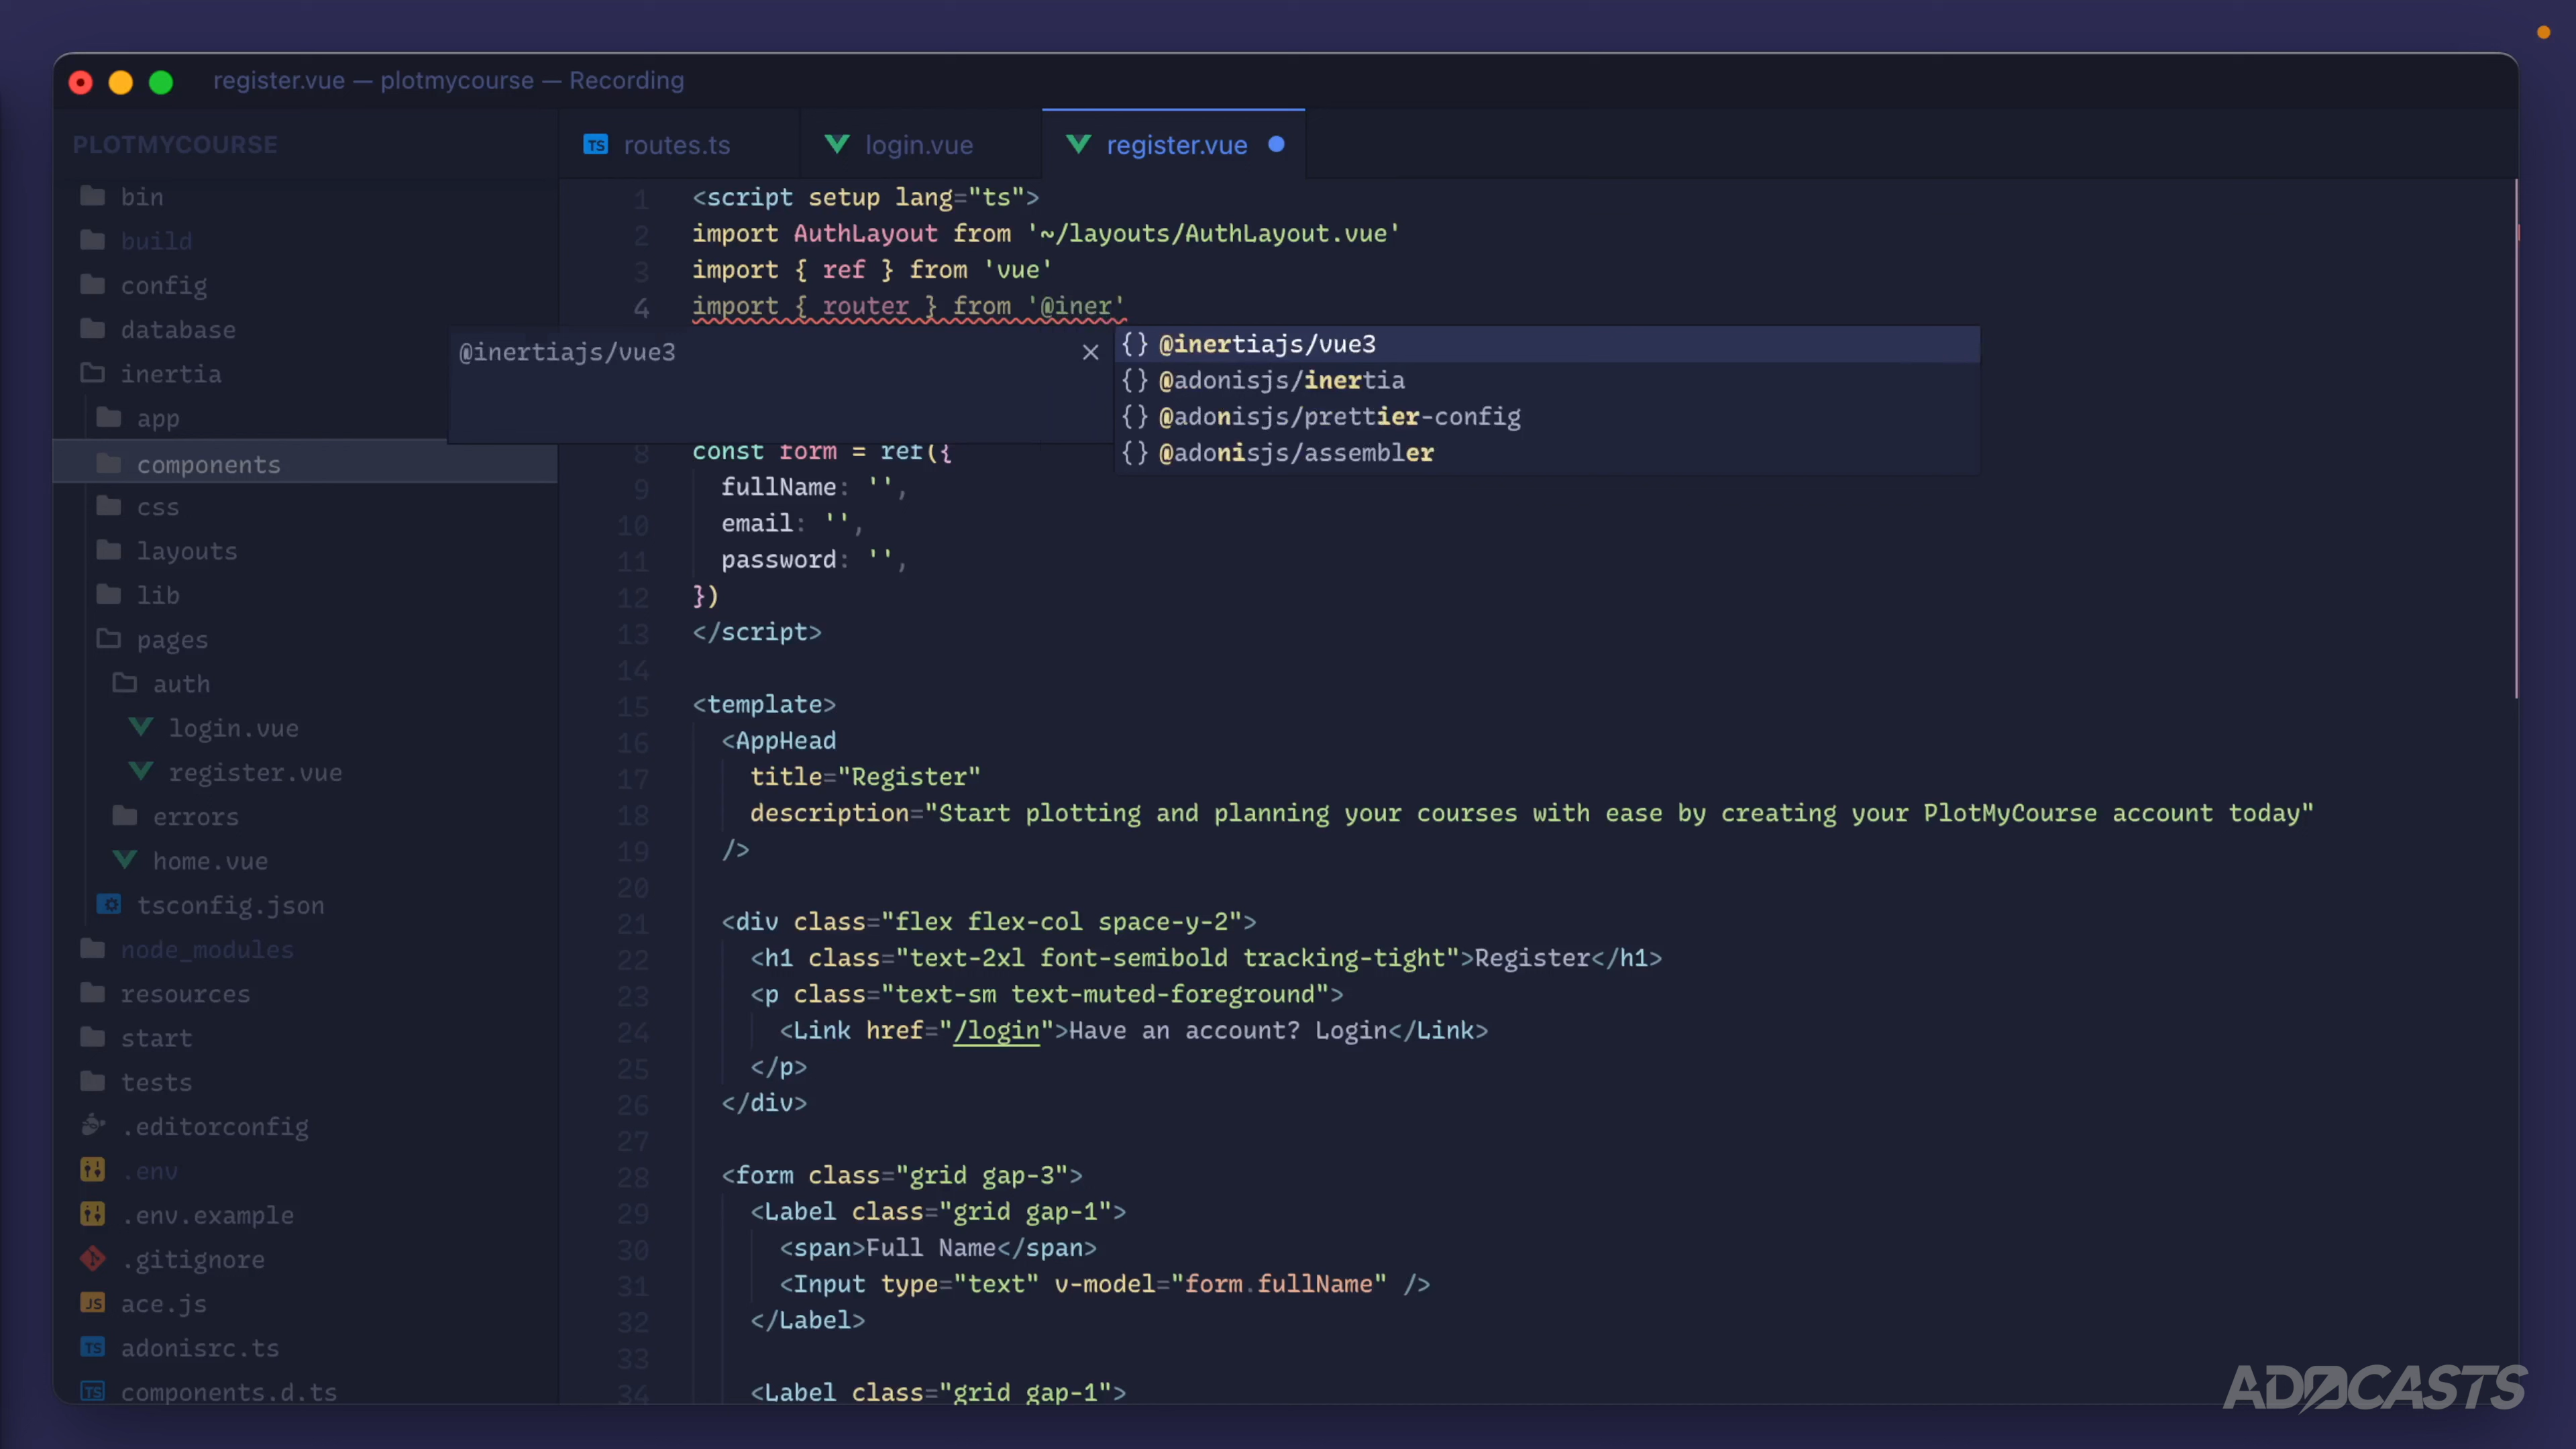 register.vue — plotmycourse — Recording
PLOTMYCOURSE
bin
build
config
database
inertia
app
components
css
layouts
lib
pages
auth
login.vue
register.vue
errors
home.vue
tsconfig.json
node_modules
resources
start
tests
.editorconfig
.env
.env.example
.gitignore
JS ace.js
TS adonisrc.ts
TS components.d.ts
TS routes.ts
login.vue
register.vue
1 <script setup lang="ts">
2 import AuthLayout from '~/layouts/AuthLayout.vue'
3 import { ref } from 'vue'
4 import { router } from '@iner'
@inertiajs/vue3 ×
{} @inertiajs/vue3
{} @adonisjs/inertia
{} @adonisjs/prettier-config
{} @adonisjs/assembler
8 const form = ref({
9 fullName: '',
10 email: '',
11 password: '',
12 })
13 </script>
14
15 <template>
16 <AppHead
17 title="Register"
18 description="Start plotting and planning your courses with ease by creating your PlotMyCourse account today"
19 />
20
21 <div class="flex flex-col space-y-2">
22 <h1 class="text-2xl font-semibold tracking-tight">Register</h1>
23 <p class="text-sm text-muted-foreground">
24 <Link href="/login">Have an account? Login</Link>
25 </p>
26 </div>
27
28 <form class="grid gap-3">
29 <Label class="grid gap-1">
30 <span>Full Name</span>
31 <Input type="text" v-model="form.fullName" />
32 </Label>
33
34 <Label class="grid gap-1">
ADOCASTS